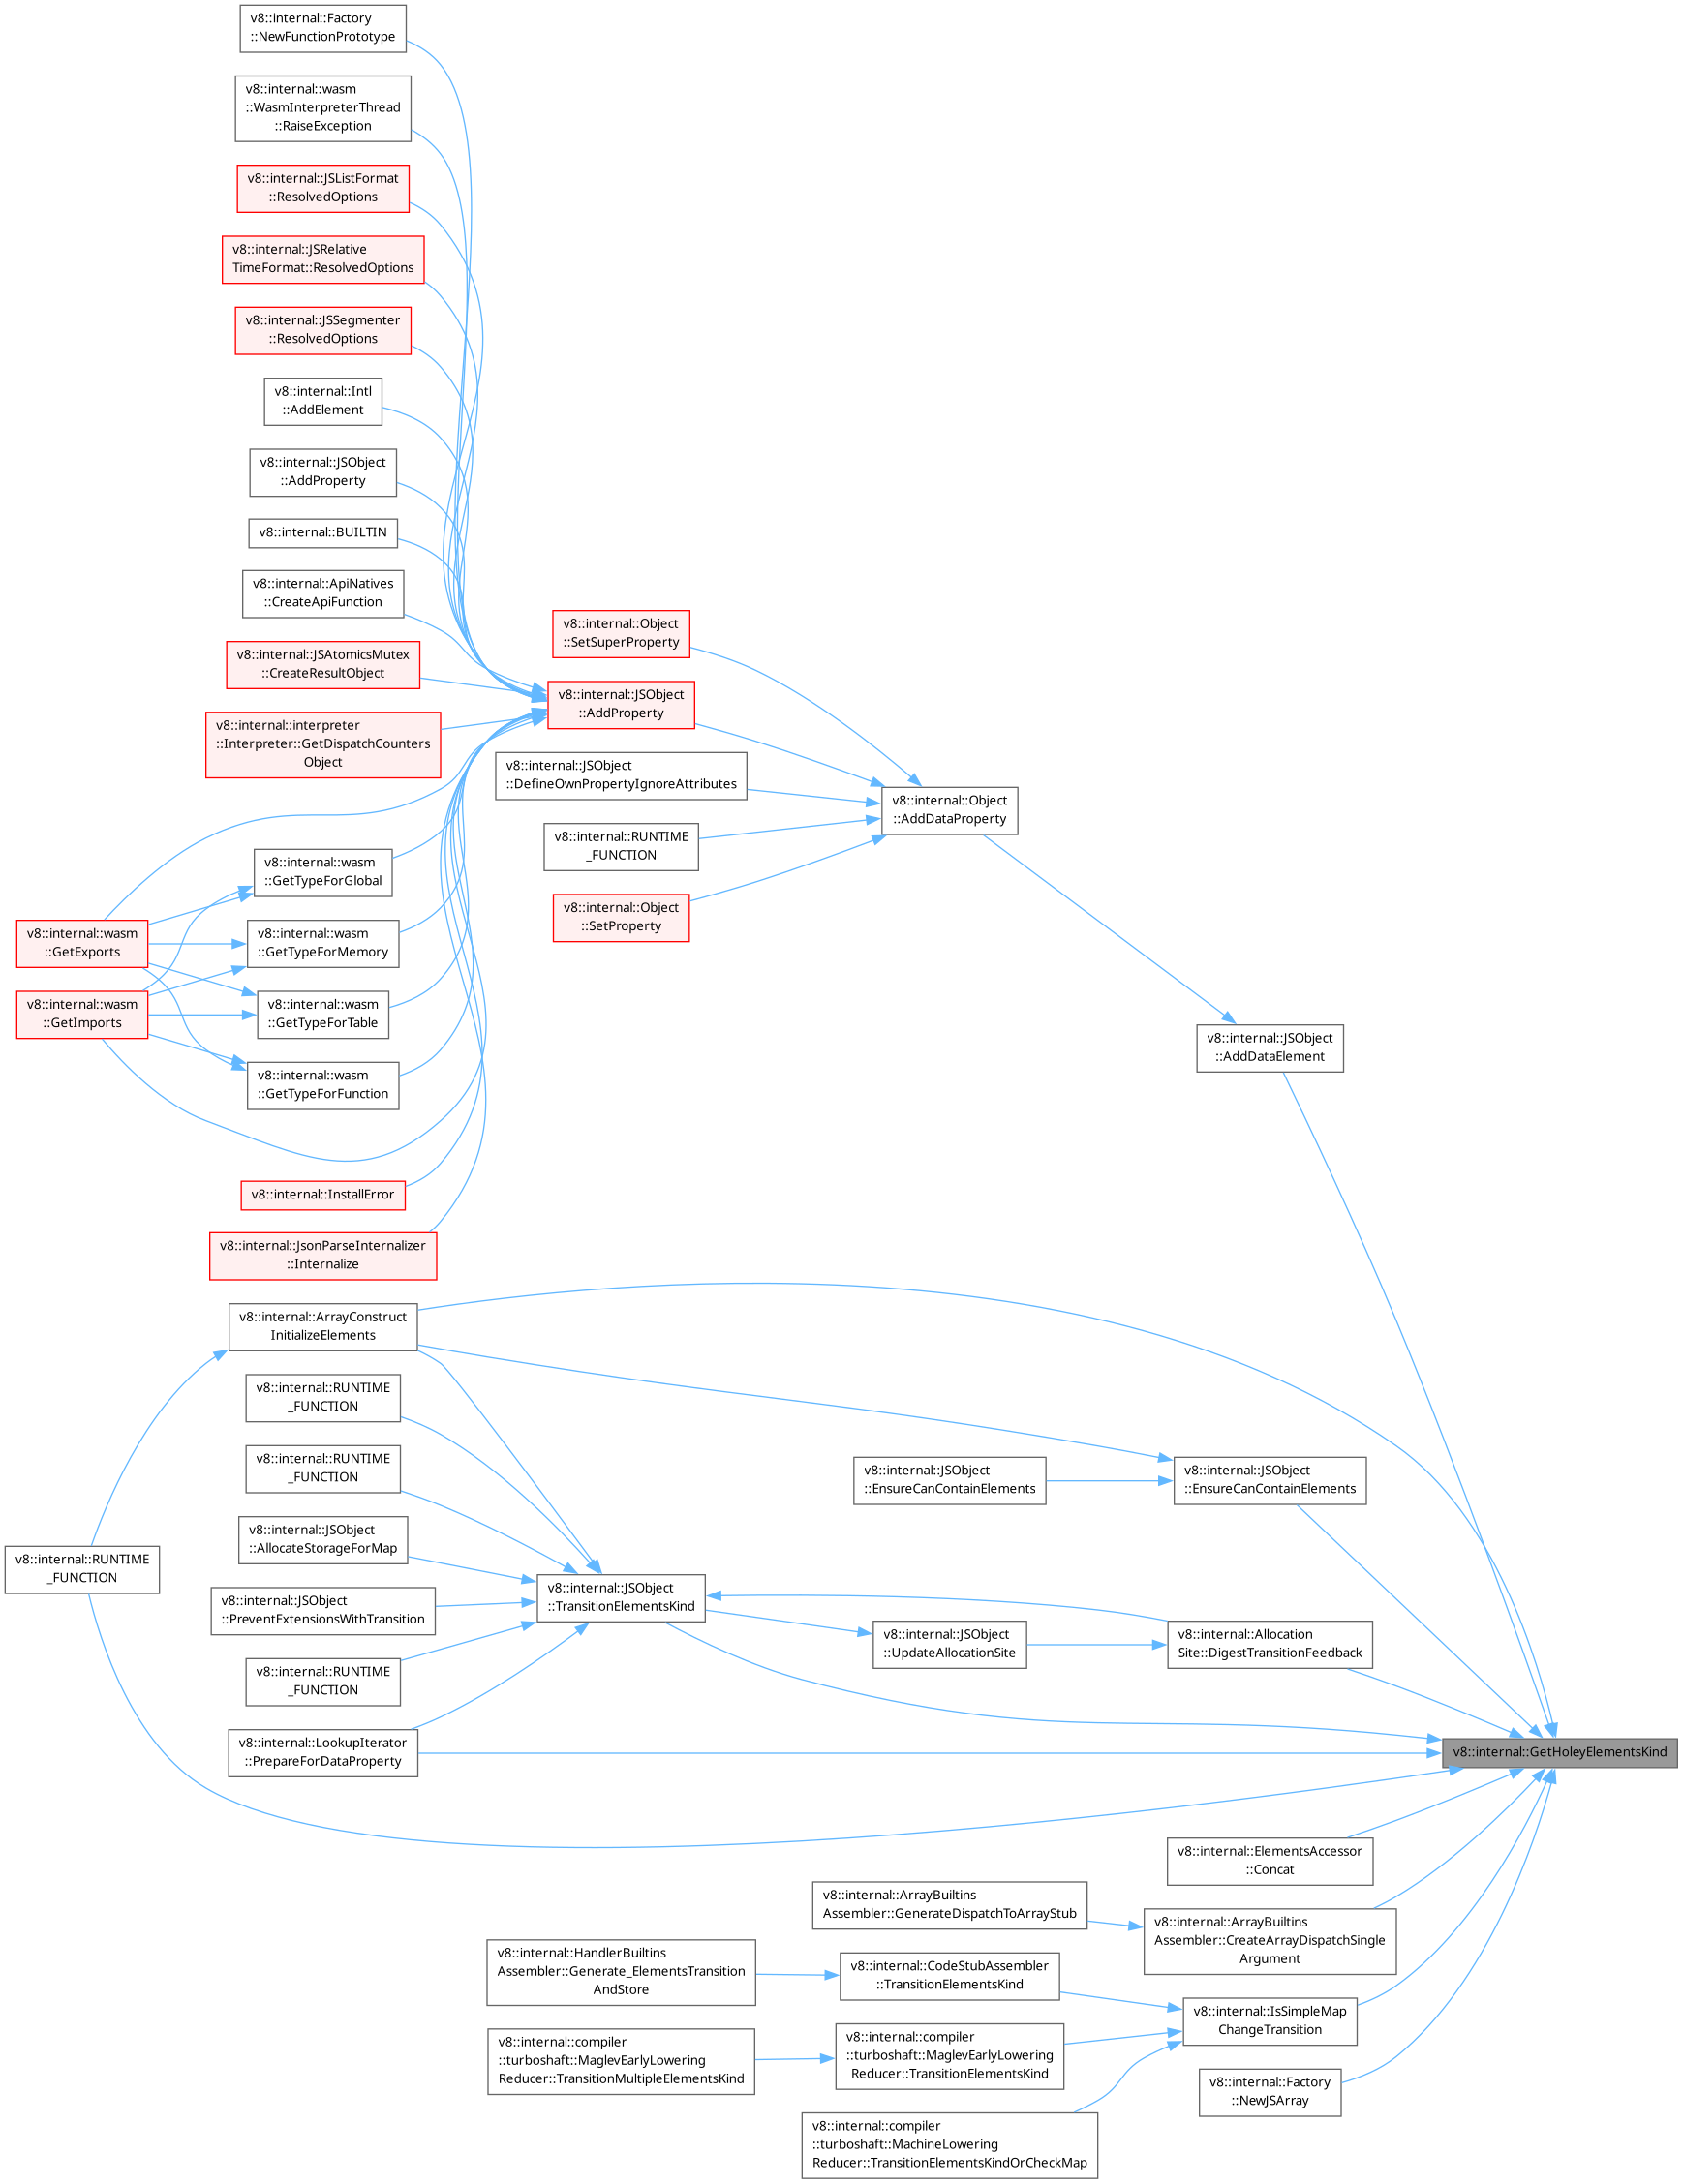 v8::internal::Factory
::NewFunctionPrototype
v8::internal::wasm
::WasmInterpreterThread
::RaiseException
v8::internal::JSListFormat
::ResolvedOptions
v8::internal::JSRelative
TimeFormat::ResolvedOptions
v8::internal::JSSegmenter
::ResolvedOptions
v8::internal::Intl
::AddElement
v8::internal::JSObject
::AddProperty
v8::internal::BUILTIN
v8::internal::ApiNatives
::CreateApiFunction
v8::internal::JSAtomicsMutex
::CreateResultObject
v8::internal::interpreter
::Interpreter::GetDispatchCounters
Object
v8::internal::wasm
::GetTypeForGlobal
v8::internal::wasm
::GetTypeForMemory
v8::internal::wasm
::GetTypeForTable
v8::internal::wasm
::GetTypeForFunction
v8::internal::wasm
::GetExports
v8::internal::wasm
::GetImports
v8::internal::InstallError
v8::internal::JsonParseInternalizer
::Internalize
v8::internal::Object
::SetSuperProperty
v8::internal::JSObject
::AddProperty
v8::internal::JSObject
::DefineOwnPropertyIgnoreAttributes
v8::internal::RUNTIME
_FUNCTION
v8::internal::Object
::SetProperty
v8::internal::Object
::AddDataProperty
v8::internal::JSObject
::AddDataElement
v8::internal::ArrayConstruct
InitializeElements
v8::internal::RUNTIME
_FUNCTION
v8::internal::RUNTIME
_FUNCTION
v8::internal::JSObject
::AllocateStorageForMap
v8::internal::JSObject
::PreventExtensionsWithTransition
v8::internal::RUNTIME
_FUNCTION
v8::internal::LookupIterator
::PrepareForDataProperty
v8::internal::RUNTIME
_FUNCTION
v8::internal::JSObject
::TransitionElementsKind
v8::internal::JSObject
::EnsureCanContainElements
v8::internal::JSObject
::EnsureCanContainElements
v8::internal::JSObject
::UpdateAllocationSite
v8::internal::Allocation
Site::DigestTransitionFeedback
v8::internal::GetHoleyElementsKind
v8::internal::ElementsAccessor
::Concat
v8::internal::ArrayBuiltins
Assembler::GenerateDispatchToArrayStub
v8::internal::ArrayBuiltins
Assembler::CreateArrayDispatchSingle
Argument
v8::internal::HandlerBuiltins
Assembler::Generate_ElementsTransition
AndStore
v8::internal::CodeStubAssembler
::TransitionElementsKind
v8::internal::IsSimpleMap
ChangeTransition
v8::internal::compiler
::turboshaft::MaglevEarlyLowering
Reducer::TransitionMultipleElementsKind
v8::internal::compiler
::turboshaft::MaglevEarlyLowering
Reducer::TransitionElementsKind
v8::internal::Factory
::NewJSArray
v8::internal::compiler
::turboshaft::MachineLowering
Reducer::TransitionElementsKindOrCheckMap